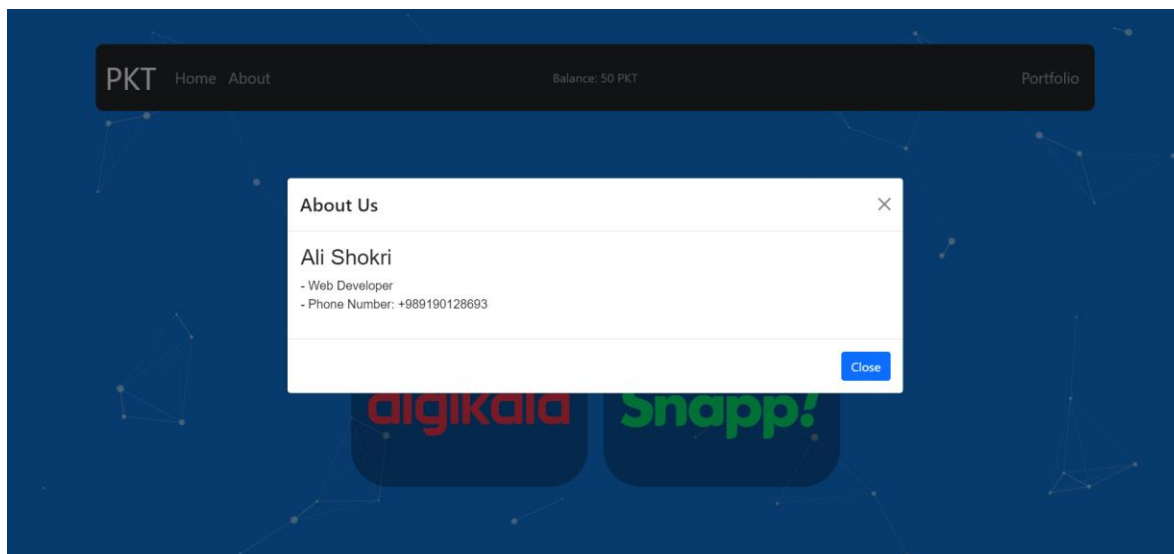 PKT Home About Balance: 50 PKT Portfolio
About Us
Ali Shokri
- Web Developer
- Phone Number: +989190128693
Close
digikala Snapp!